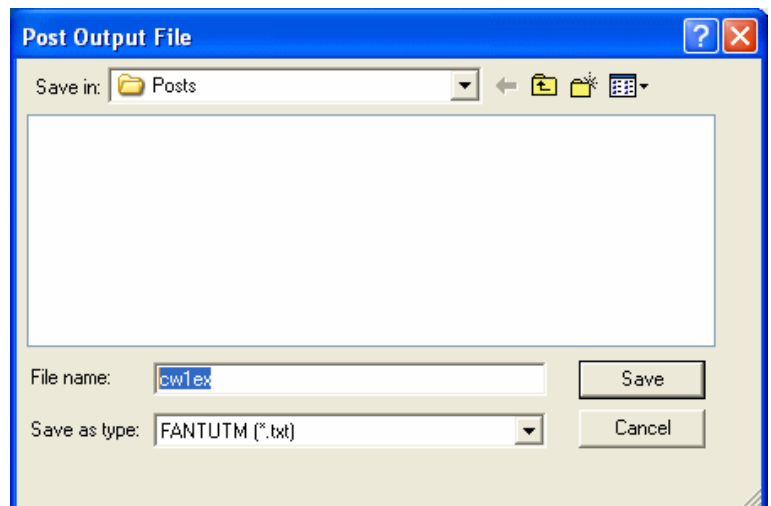 Post Output File
Save in: Posts
File name: cw1ex Save
Save as type: FANTUTM (*.txt) Cancel